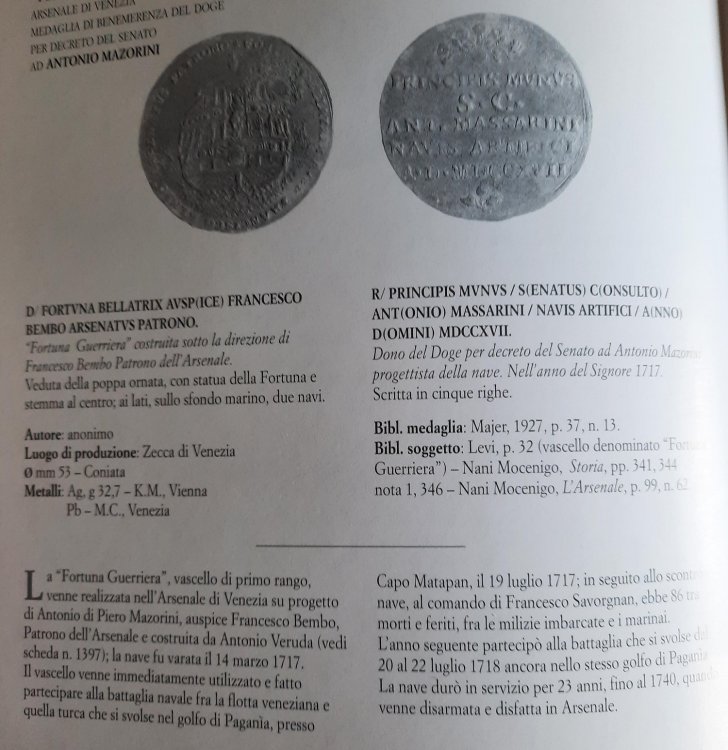 ARSENALE DI VENEZIA
MEDAGLIA DI BENEMERENZA DEL DOGE
PER DECRETO DEL SENATO
AD ANTONIO MAZORINI
PRINCIPIS MVNVS
S. C.
ANT. MASSARINI
NAVIS ARTIFICI
A. D. MDCCXVII
D/ FORTVNA BELLATRIX AVSP(ICE) FRANCESCO
BEMBO ARSENATVS PATRONO.
"Fortuna Guerriera" costruita sotto la direzione di
Francesco Bembo Patrono dell'Arsenale.
Veduta della poppa ornata, con statua della Fortuna e
stemma al centro; ai lati, sullo sfondo marino, due navi.
Autore: anonimo
Luogo di produzione: Zecca di Venezia
Ø mm 53 – Coniata
Metalli: Ag, g 32,7 – K.M., Vienna
Pb – M.C., Venezia
R/ PRINCIPIS MVNVS / S(ENATUS) C(ONSULTO) /
ANT(ONIO) MASSARINI / NAVIS ARTIFICI / A(NNO)
D(OMINI) MDCCXVII.
Dono del Doge per decreto del Senato ad Antonio
progettista della nave. Nell'anno del Signore 1717.
Scritta in cinque righe.
Bibl. medaglia: Majer, 1927, p. 37, n. 13.
Bibl. soggetto: Levi, p. 32 (vascello denominato
Guerriera") – Nani Mocenigo, Storia, pp. 341, 344
nota 1, 346 – Nani Mocenigo, L'Arsenale, p. 99, n. 62
La "Fortuna Guerriera", vascello di primo rango,
venne realizzata nell'Arsenale di Venezia su progetto
di Antonio di Piero Mazorini, auspice Francesco Bembo,
Patrono dell'Arsenale e costruita da Antonio Veruda (vedi
scheda n. 1397); la nave fu varata il 14 marzo 1717.
Il vascello venne immediatamente utilizzato e fatto
partecipare alla battaglia navale fra la flotta veneziana e
quella turca che si svolse nel golfo di Pagania, presso
Capo Matapan, il 19 luglio 1717; in seguito allo scontro
nave, al comando di Francesco Savorgnan, ebbe 86 tra
morti e feriti, fra le milizie imbarcate e i marinai.
L'anno seguente partecipò alla battaglia che si svolse dal
20 al 22 luglio 1718 ancora nello stesso golfo di Pagania
La nave durò in servizio per 23 anni, fino al 1740, quando
venne disarmata e disfatta in Arsenale.